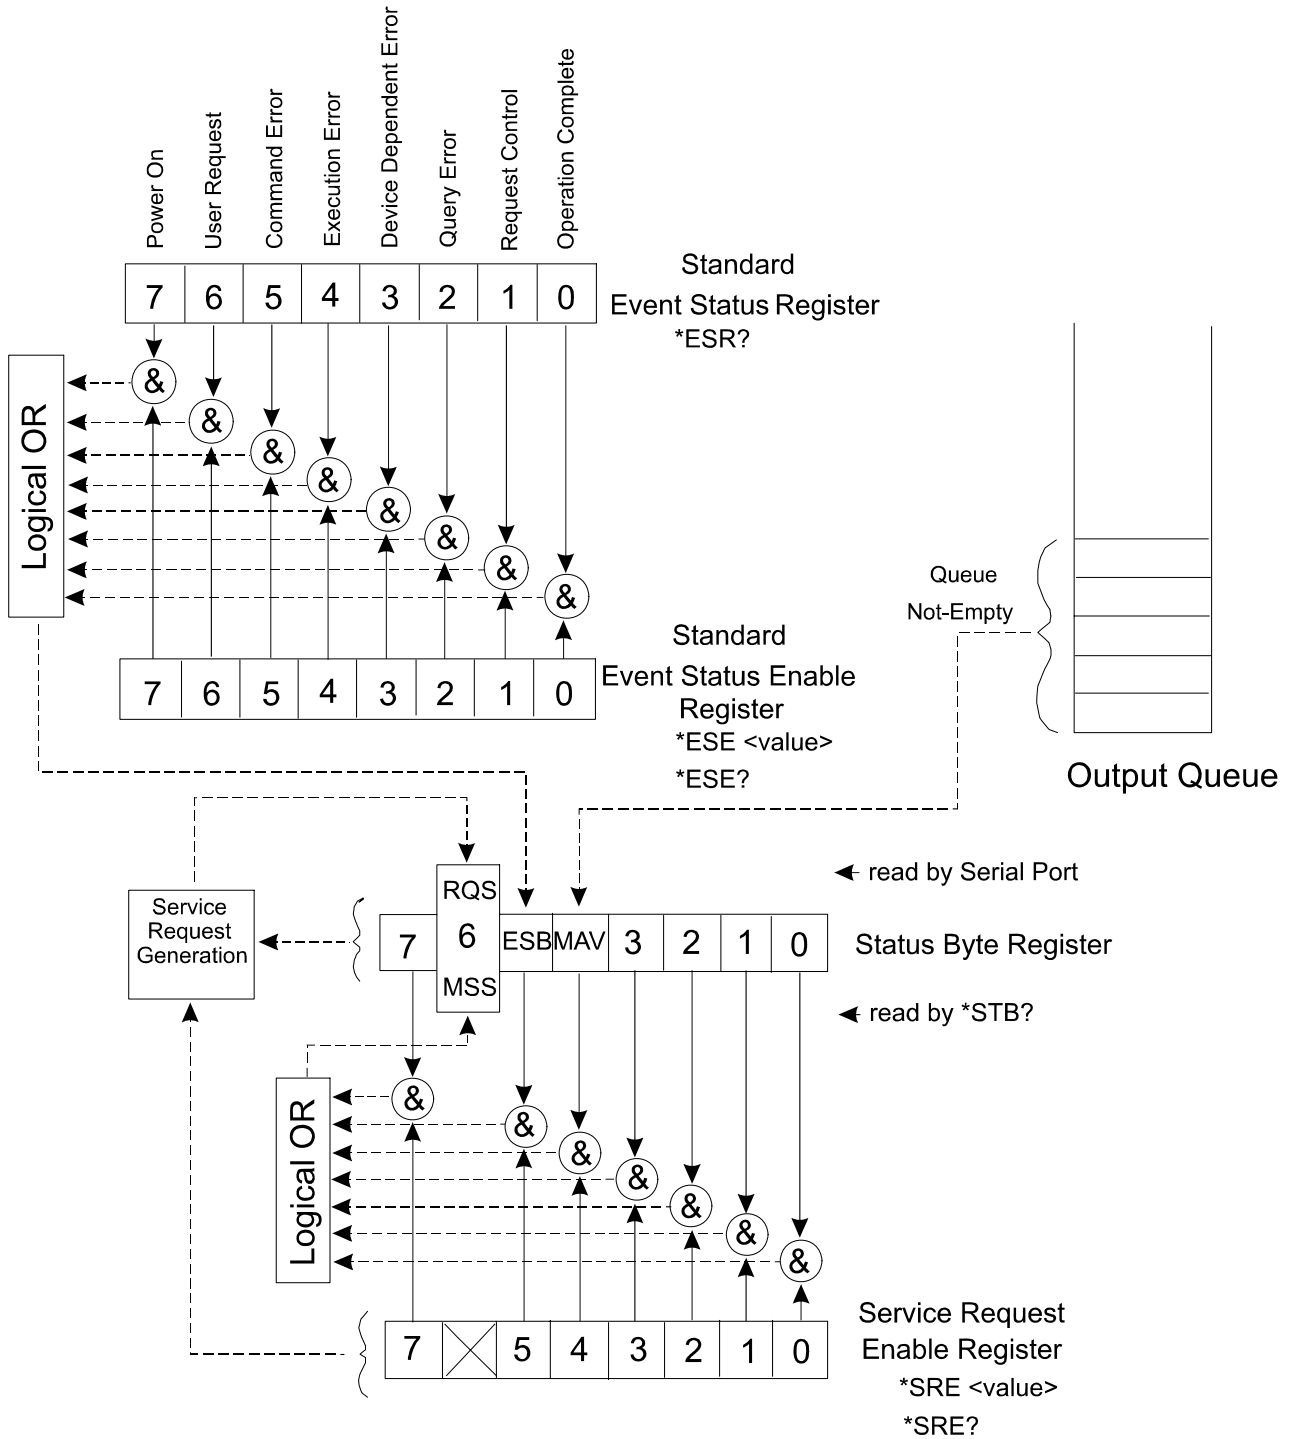 Power On
User Request
Command Error
Execution Error
Device Dependent Error
Query Error
Request Control
Operation Complete
7 6 5 4 3 2 1 0
Standard
Event Status Register
*ESR?
& & & & & & & &
Logical OR
Queue
Not-Empty
Output Queue
7 6 5 4 3 2 1 0
Standard
Event Status Enable
Register
*ESE <value>
*ESE?
Service
Request
Generation
RQS
7 6 ESB MAV 3 2 1 0
MSS
read by Serial Port
Status Byte Register
read by *STB?
& & & & & & &
Logical OR
7 5 4 3 2 1 0
Service Request
Enable Register
*SRE <value>
*SRE?